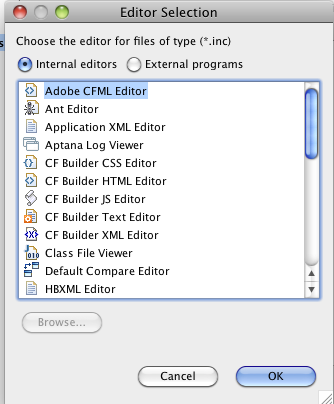 Editor Selection
Choose the editor for files of type (*.inc)
Internal editors External programs
Adobe CFML Editor
Ant Editor
Application XML Editor
Aptana Log Viewer
CF Builder CSS Editor
CF Builder HTML Editor
CF Builder JS Editor
CF Builder Text Editor
CF Builder XML Editor
Class File Viewer
Default Compare Editor
HBXML Editor
Browse...
Cancel OK